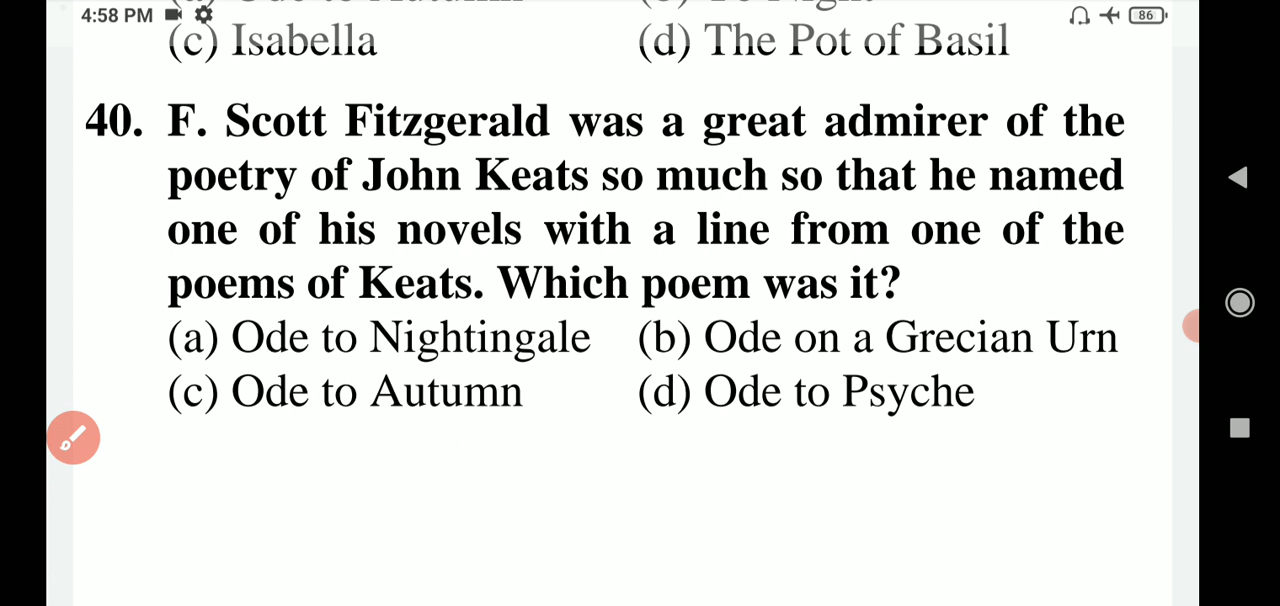 4:58 PM
86
(c) Isabella (d) The Pot of Basil
40. F. Scott Fitzgerald was a great admirer of the
poetry of John Keats so much so that he named
one of his novels with a line from one of the
poems of Keats. Which poem was it?
(a) Ode to Nightingale (b) Ode on a Grecian Urn
(c) Ode to Autumn (d) Ode to Psyche